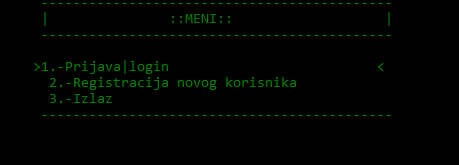 ::MENI::
>1.-Prijava|login <
2.-Registracija novog korisnika
3.-Izlaz